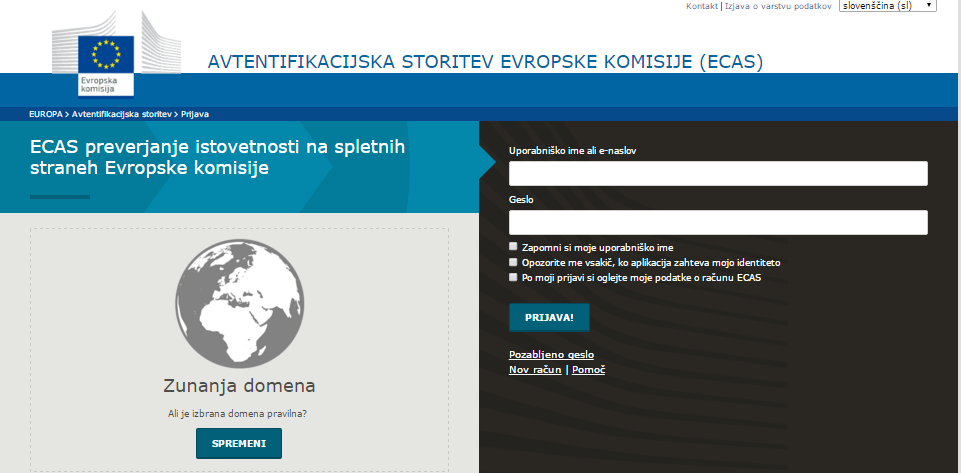 Kontakt | Izjava o varstvu podatkov slovenščina (sl)
AVTENTIFIKACIJSKA STORITEV EVROPSKE KOMISIJE (ECAS)
Evropska
komisija
EUROPA > Avtentifikacijska storitev > Prijava
ECAS preverjanje istovetnosti na spletnih
straneh Evropske komisije
Zunanja domena
Ali je izbrana domena pravilna?
SPREMENI
Uporabniško ime ali e-naslov
Geslo
Zapomni si moje uporabniško ime
Opozorite me vsakič, ko aplikacija zahteva mojo identiteto
Po moji prijavi si oglejte moje podatke o računu ECAS
PRIJAVA!
Pozabljeno geslo
Nov račun | Pomoč